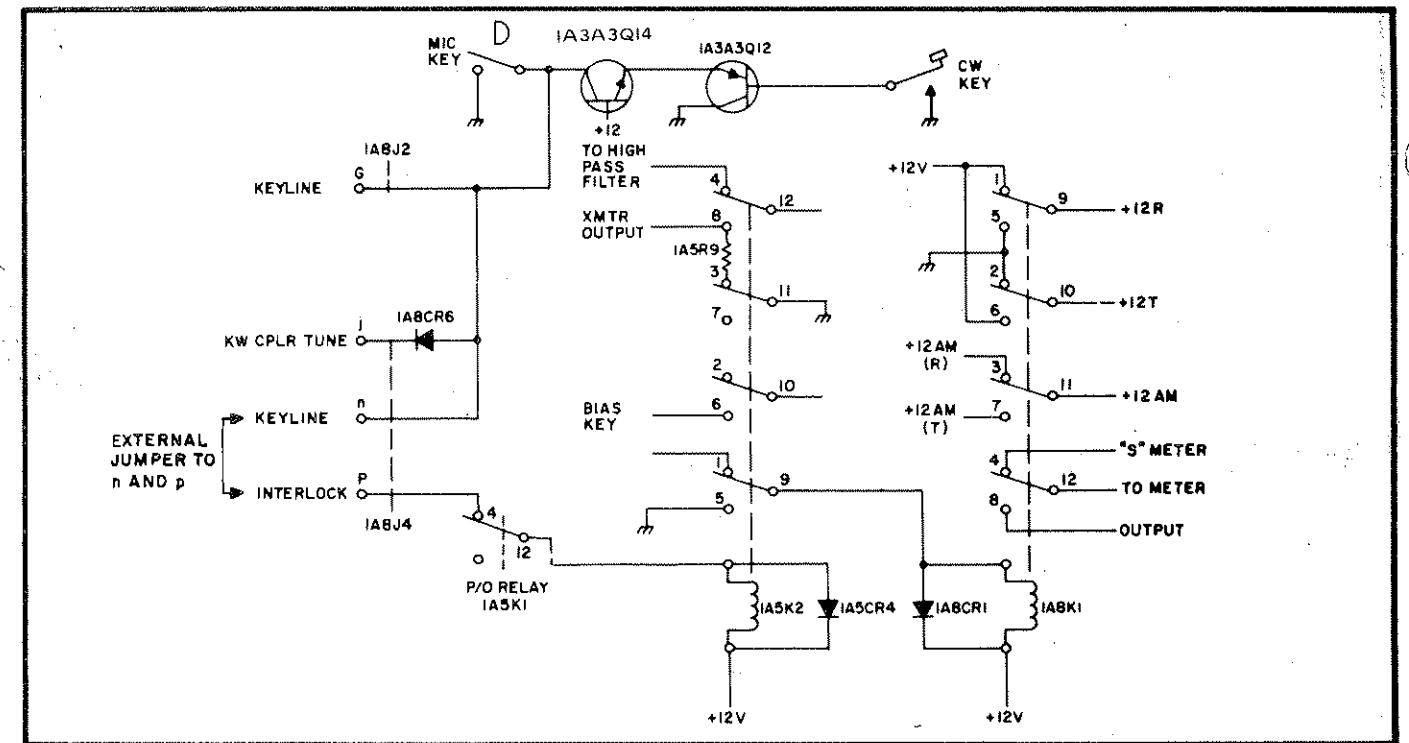 MIC
KEY
D
1A3A3Q14
1A3A3Q12
CW
KEY
+12
1A8J2
KEYLINE
G
TO HIGH
PASS
FILTER
4
12
XMTR
OUTPUT
8
1A5R9
3
11
7
+12V
1
9
+12R
5
2
10
+12T
6
KW CPLR TUNE
j
1A8CR6
2
10
BIAS
KEY
6
+12 AM
(R)
3
11
+12 AM
+12 AM
(T)
7
EXTERNAL
JUMPER TO
n AND p
KEYLINE
n
INTERLOCK
P
1A8J4
4
12
P/O RELAY
1A5K1
1
9
5
4
"S" METER
12
TO METER
8
OUTPUT
1A5K2
1A5CR4
1A8CR1
1A8K1
+12V
+12V